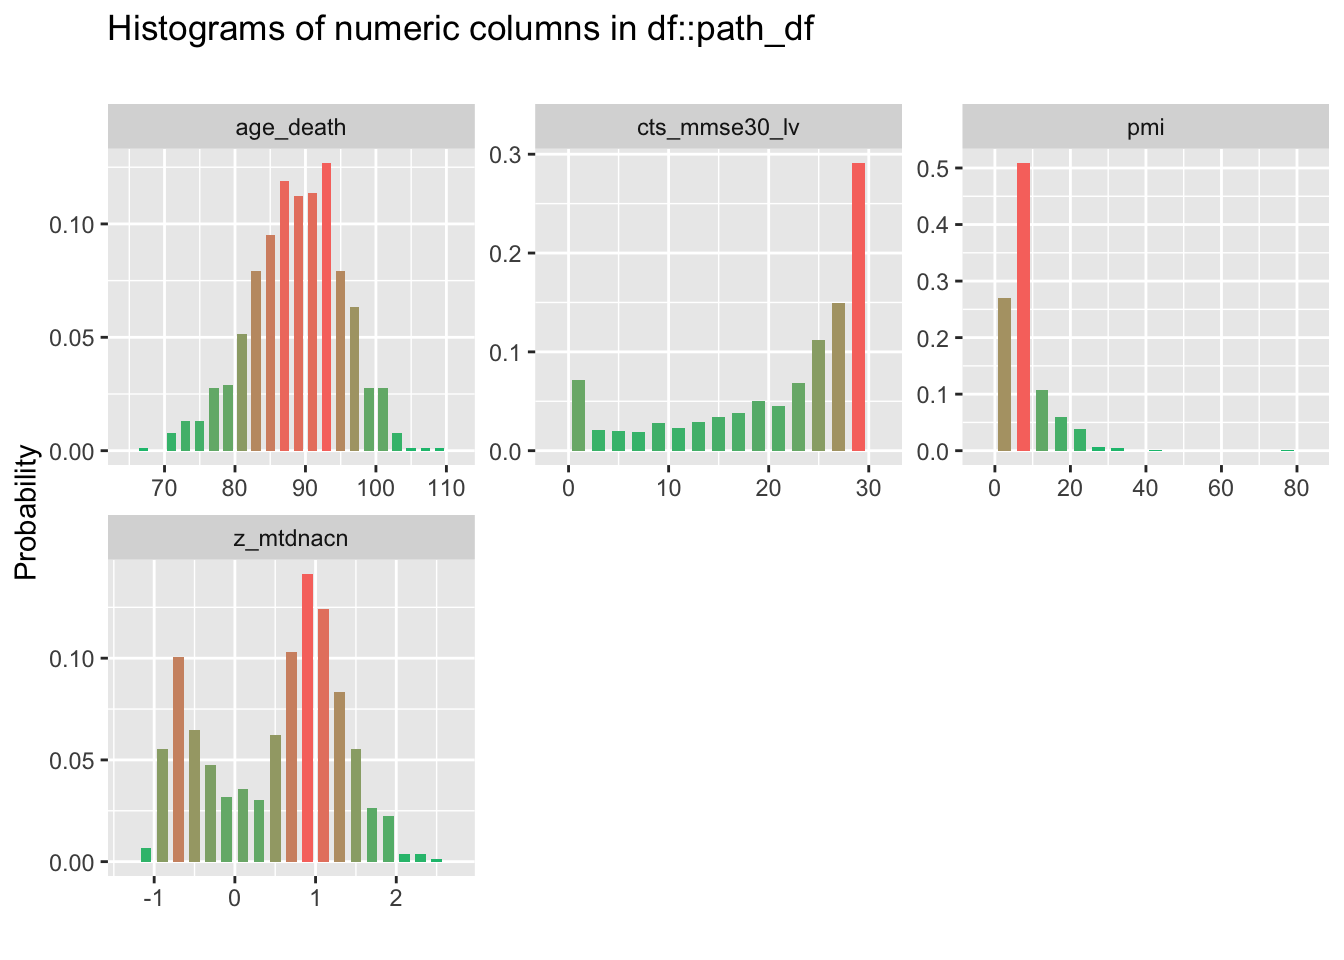 Histograms of numeric columns in df::path_df
age_death
cts_mmse30_lv
pmi
0.10
0.05
0.00
70 80 90 100 110
0.3
0.2
0.1
0.0
0 10 20 30
0.5
0.4
0.3
0.2
0.1
0.0
0 20 40 60 80
Probability
z_mtdnacn
0.10
0.05
0.00
-1 0 1 2